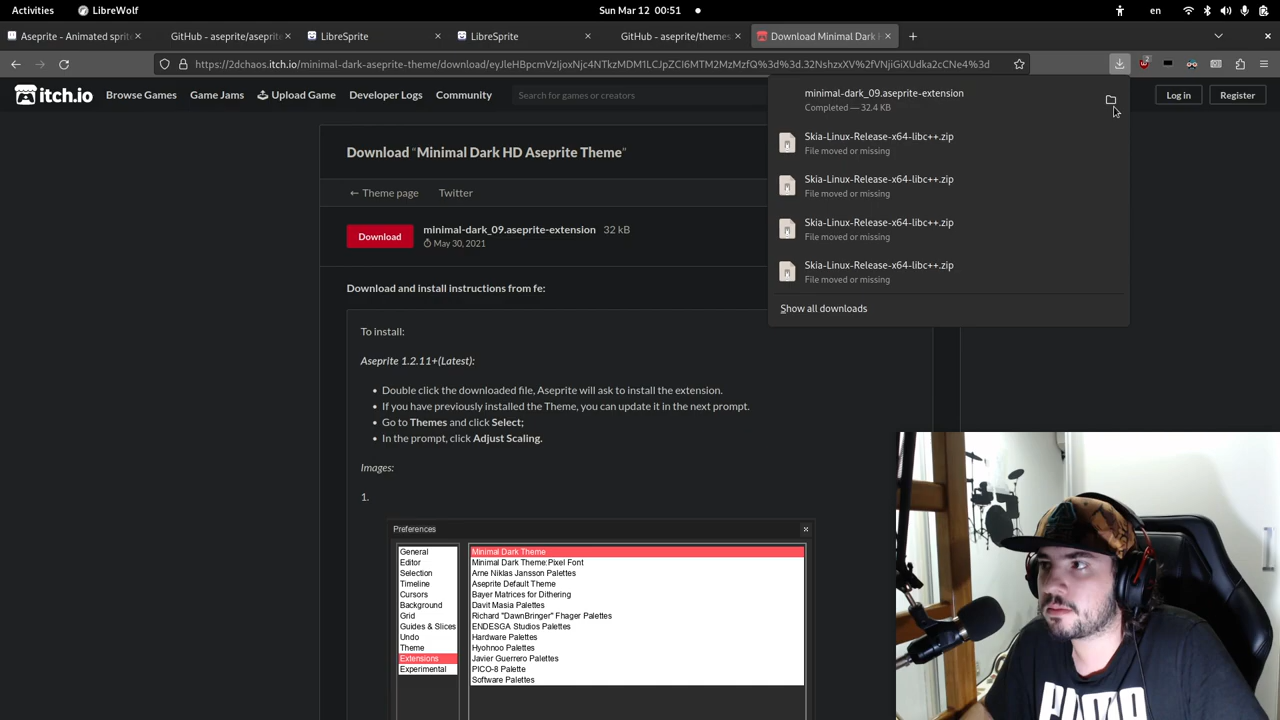 Activities
LibreWolf
Sun Mar 12 00:51
en
Aseprite - Animated sprit
GitHub - aseprite/aseprit
LibreSprite
LibreSprite
GitHub - aseprite/themes
Download Minimal Dark H
https://2dchaos.itch.io/minimal-dark-aseprite-theme/download/
itch.io
Browse Games
Game Jams
Upload Game
Developer Logs
Community
Search for games or creators
Log in
Register
minimal-dark_09.aseprite-extension
Completed — 32.4 KB
Skia-Linux-Release-x64-libc++.zip
File moved or missing
Skia-Linux-Release-x64-libc++.zip
File moved or missing
Skia-Linux-Release-x64-libc++.zip
File moved or missing
Skia-Linux-Release-x64-libc++.zip
File moved or missing
Show all downloads
Download “Minimal Dark HD Aseprite Theme”
← Theme page
Twitter
Download
minimal-dark_09.aseprite-extension 32 kB
May 30, 2021
Download and install instructions from fe:
To install:
Aseprite 1.2.11+(Latest):
• Double click the downloaded file, Aseprite will ask to install the extension.
• If you have previously installed the Theme, you can update it in the next prompt.
• Go to Themes and click Select;
• In the prompt, click Adjust Scaling.
Images:
1.
Preferences
General
Editor
Selection
Timeline
Cursors
Background
Grid
Guides & Slices
Undo
Theme
Extensions
Experimental
Minimal Dark Theme
Minimal Dark Theme:Pixel Font
Arne Niklas Jansson Palettes
Aseprite Default Theme
Bayer Matrices for Dithering
Davit Masia Palettes
Richard "DawnBringer" Fhager Palettes
ENDESGA Studios Palettes
Hardware Palettes
Hyohnoo Palettes
Javier Guerrero Palettes
PICO-8 Palette
Software Palettes
PUMA